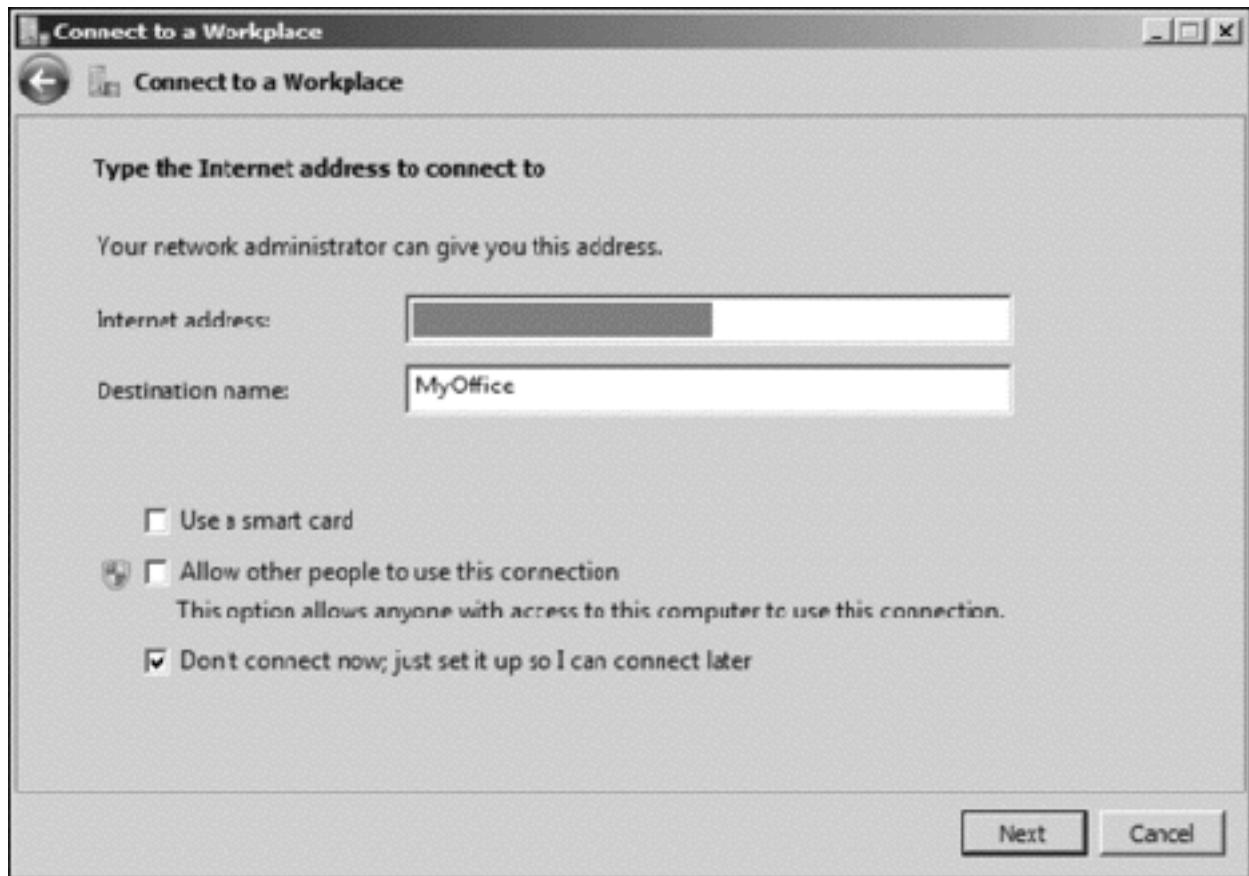 Connect to a Workplace
Connect to a Workplace
Type the Internet address to connect to
Your network administrator can give you this address.
Internet address:
Destination name: MyOffice
Use a smart card
Allow other people to use this connection
This option allows anyone with access to this computer to use this connection.
Don't connect now; just set it up so I can connect later
Next Cancel